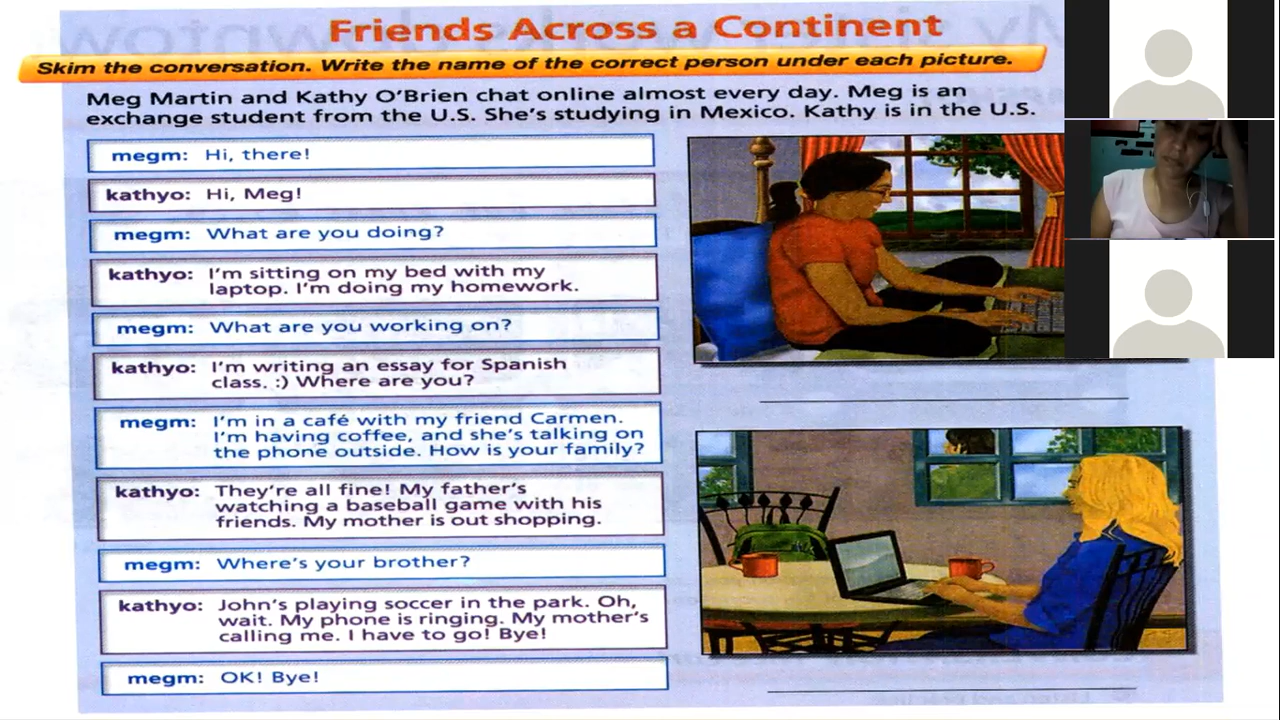 Friends Across a Continent
Skim the conversation. Write the name of the correct person under each picture.
Meg Martin and Kathy O'Brien chat online almost every day. Meg is an
exchange student from the U.S. She's studying in Mexico. Kathy is in the U.S.
megm: Hi, there!
kathyo: Hi, Meg!
megm: What are you doing?
kathyo: I'm sitting on my bed with my
laptop. I'm doing my homework.
megm: What are you working on?
kathyo: I'm writing an essay for Spanish
class. :) Where are you?
megm: I'm in a café with my friend Carmen.
I'm having coffee, and she's talking on
the phone outside. How is your family?
kathyo: They're all fine! My father's
watching a baseball game with his
friends. My mother is out shopping.
megm: Where's your brother?
kathyo: John's playing soccer in the park. Oh,
wait. My phone is ringing. My mother's
calling me. I have to go! Bye!
megm: OK! Bye!